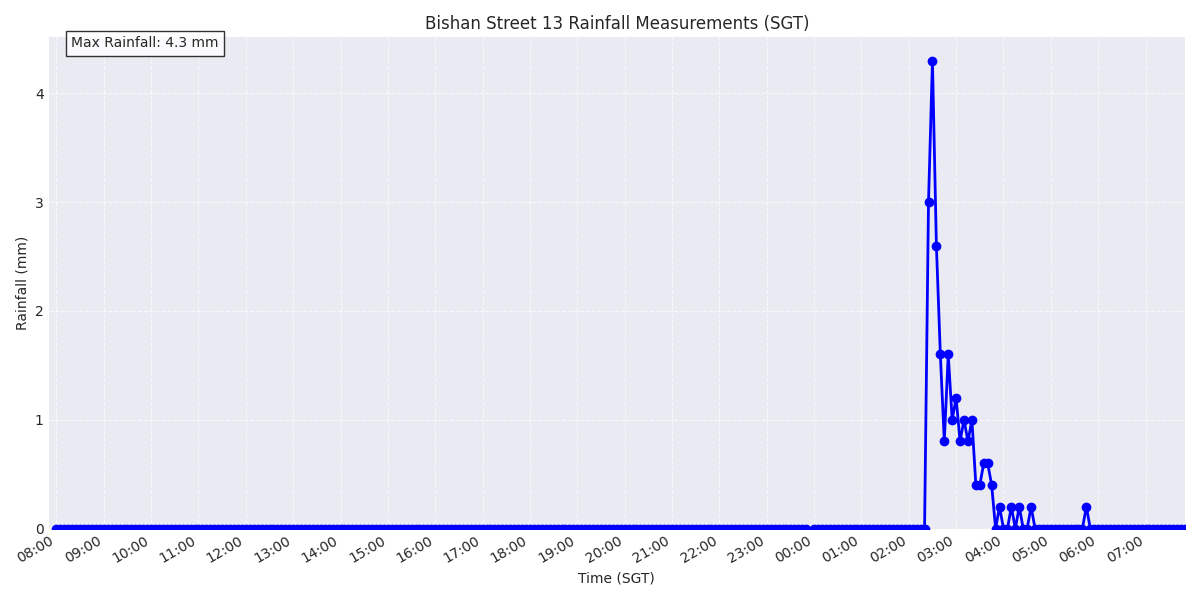 Bishan Street 13 Rainfall Measurements (SGT)
Max Rainfall: 4.3 mm
Rainfall (mm)
4
3
2
1
0
08:00 09:00 10:00 11:00 12:00 13:00 14:00 15:00 16:00 17:00 18:00 19:00 20:00 21:00 22:00 23:00 00:00 01:00 02:00 03:00 04:00 05:00 06:00 07:00
Time (SGT)